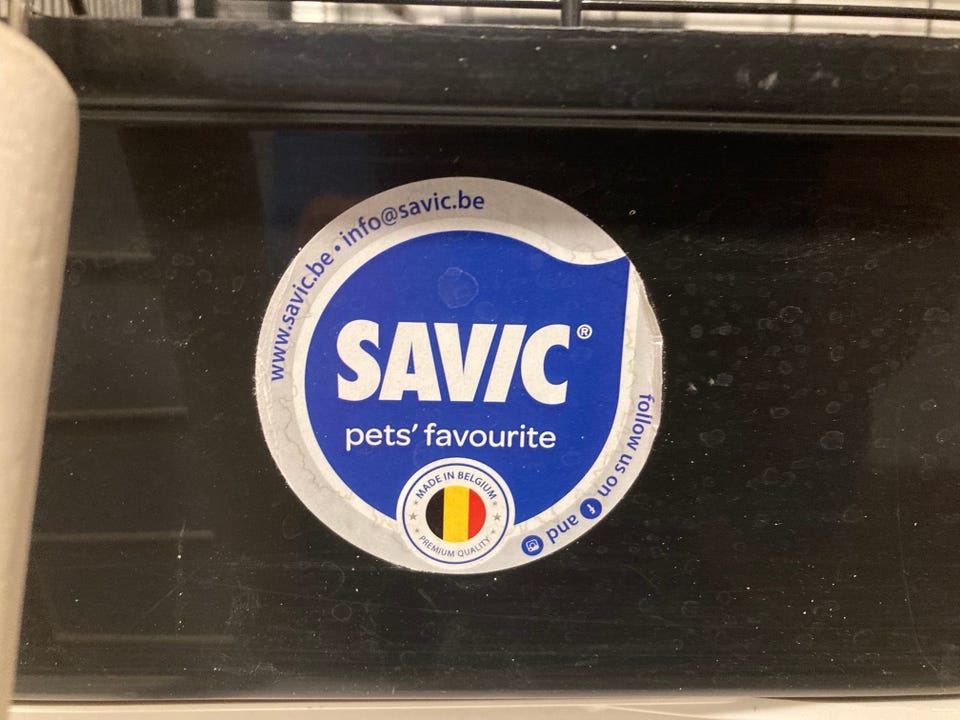 www.savic.be • info@savic.be
SAVIC®
pets' favourite
MADE IN BELGIUM
PREMIUM QUALITY
follow us on f and